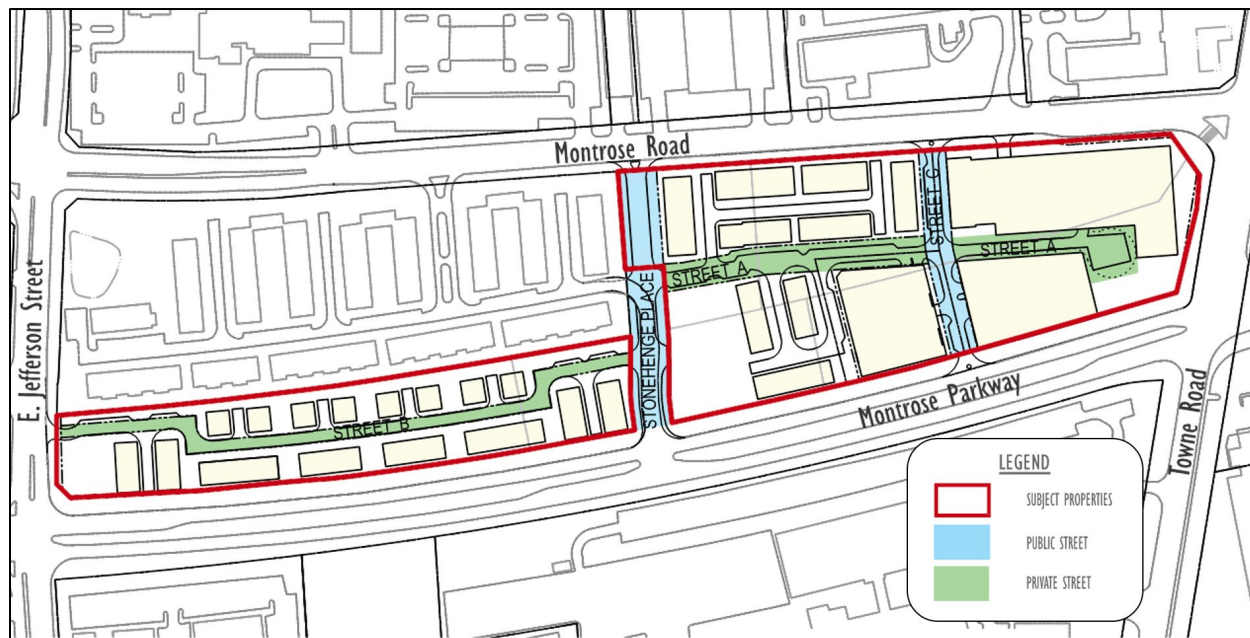 Montrose Road
STREET C
STREET A
STREET A
E. Jefferson Street
STONEHENGE PLACE
STREET B
Montrose Parkway
Towne Road
LEGEND
SUBJECT PROPERTIES
PUBLIC STREET
PRIVATE STREET